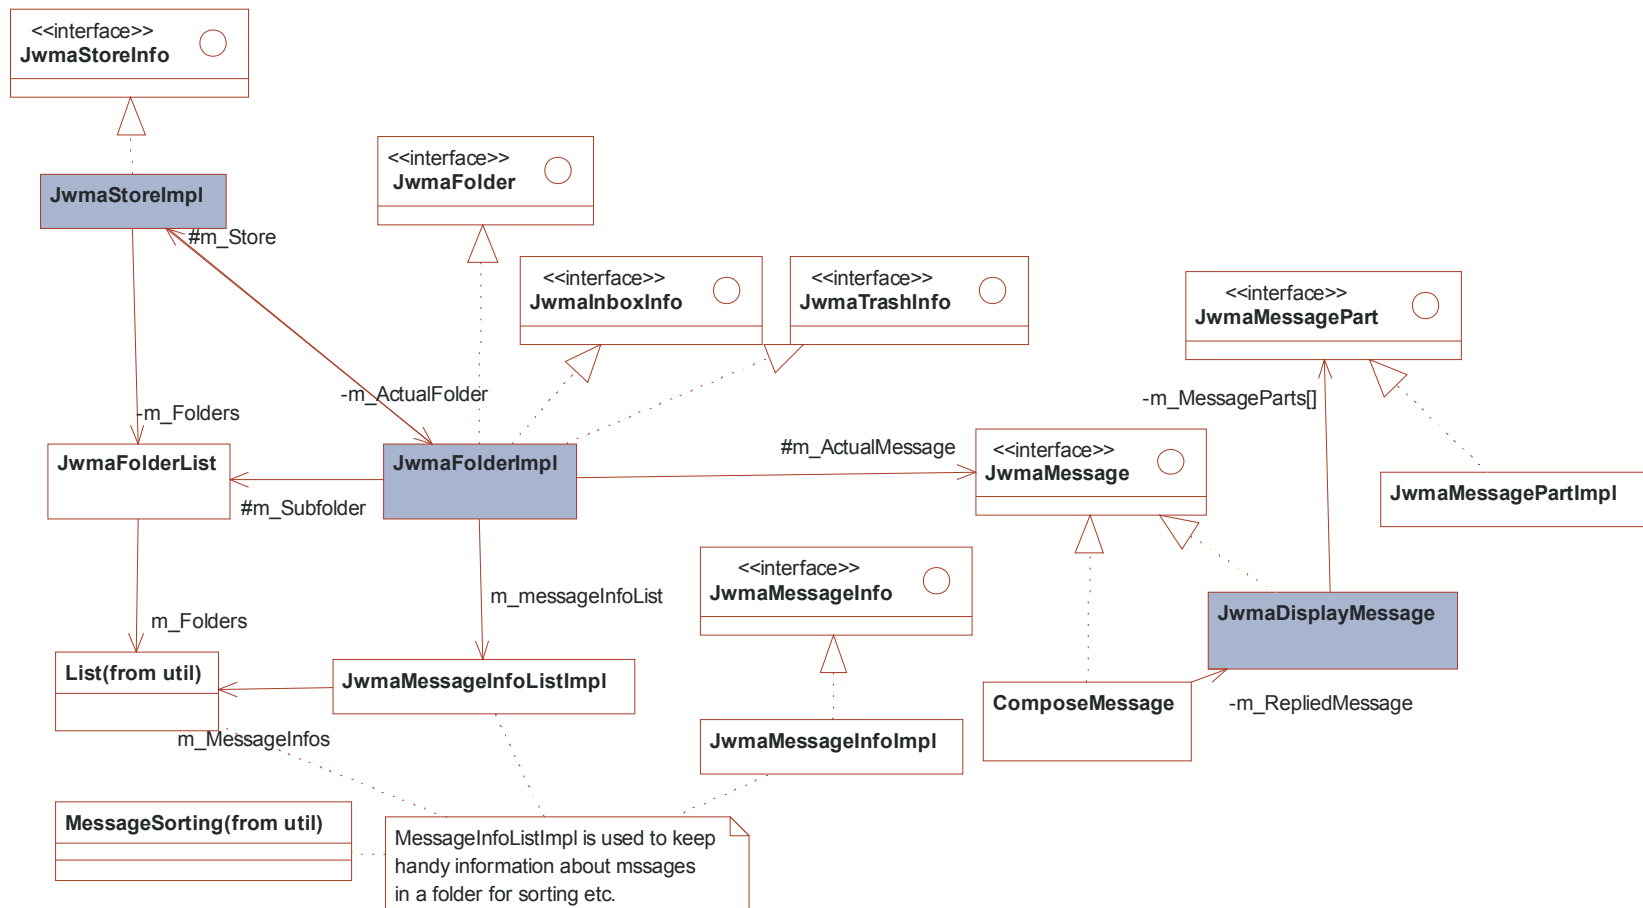 <<interface>>
JwmaStoreInfo
<<interface>>
JwmaFolder
JwmaStoreImpl
#m_Store
<<interface>>
JwmaInboxInfo
<<interface>>
JwmaTrashInfo
<<interface>>
JwmaMessagePart
-m_ActualFolder
-m_MessageParts[]
-m_Folders
JwmaFolderList
JwmaFolderImpl
#m_ActualMessage
<<interface>>
JwmaMessage
JwmaMessagePartImpl
#m_Subfolder
<<interface>>
JwmaMessageInfo
m_messageInfoList
m_Folders
JwmaDisplayMessage
List(from util)
JwmaMessageInfoListImpl
ComposeMessage
-m_RepliedMessage
m_MessageInfos
JwmaMessageInfoImpl
MessageSorting(from util)
MessageInfoListImpl is used to keep
handy information about mssages
in a folder for sorting etc.